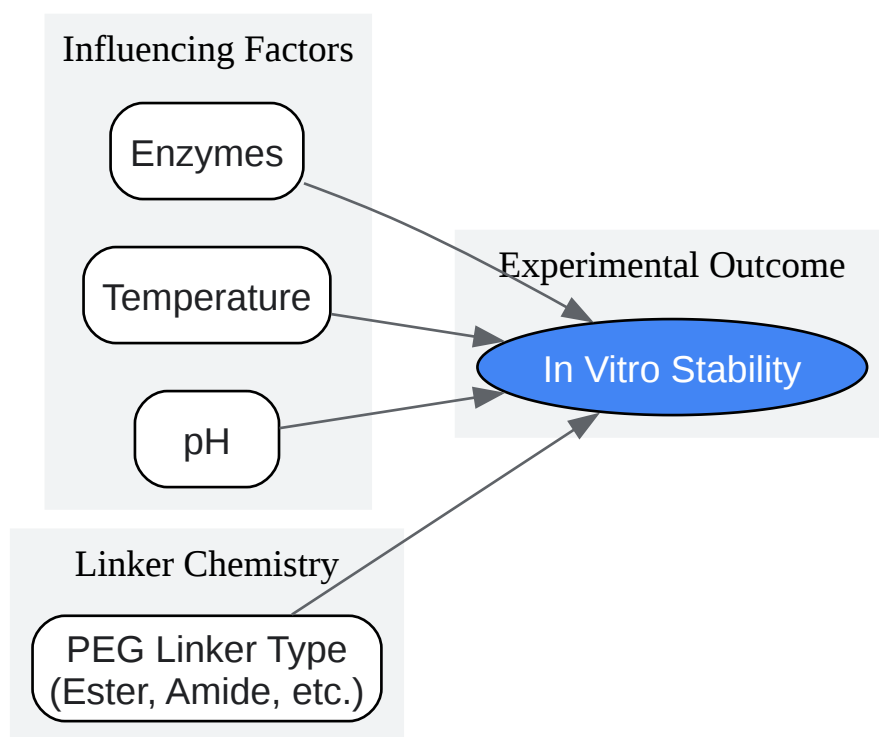 Influencing Factors
Enzymes
Temperature
pH
Experimental Outcome
In Vitro Stability
Linker Chemistry
PEG Linker Type
(Ester, Amide, etc.)